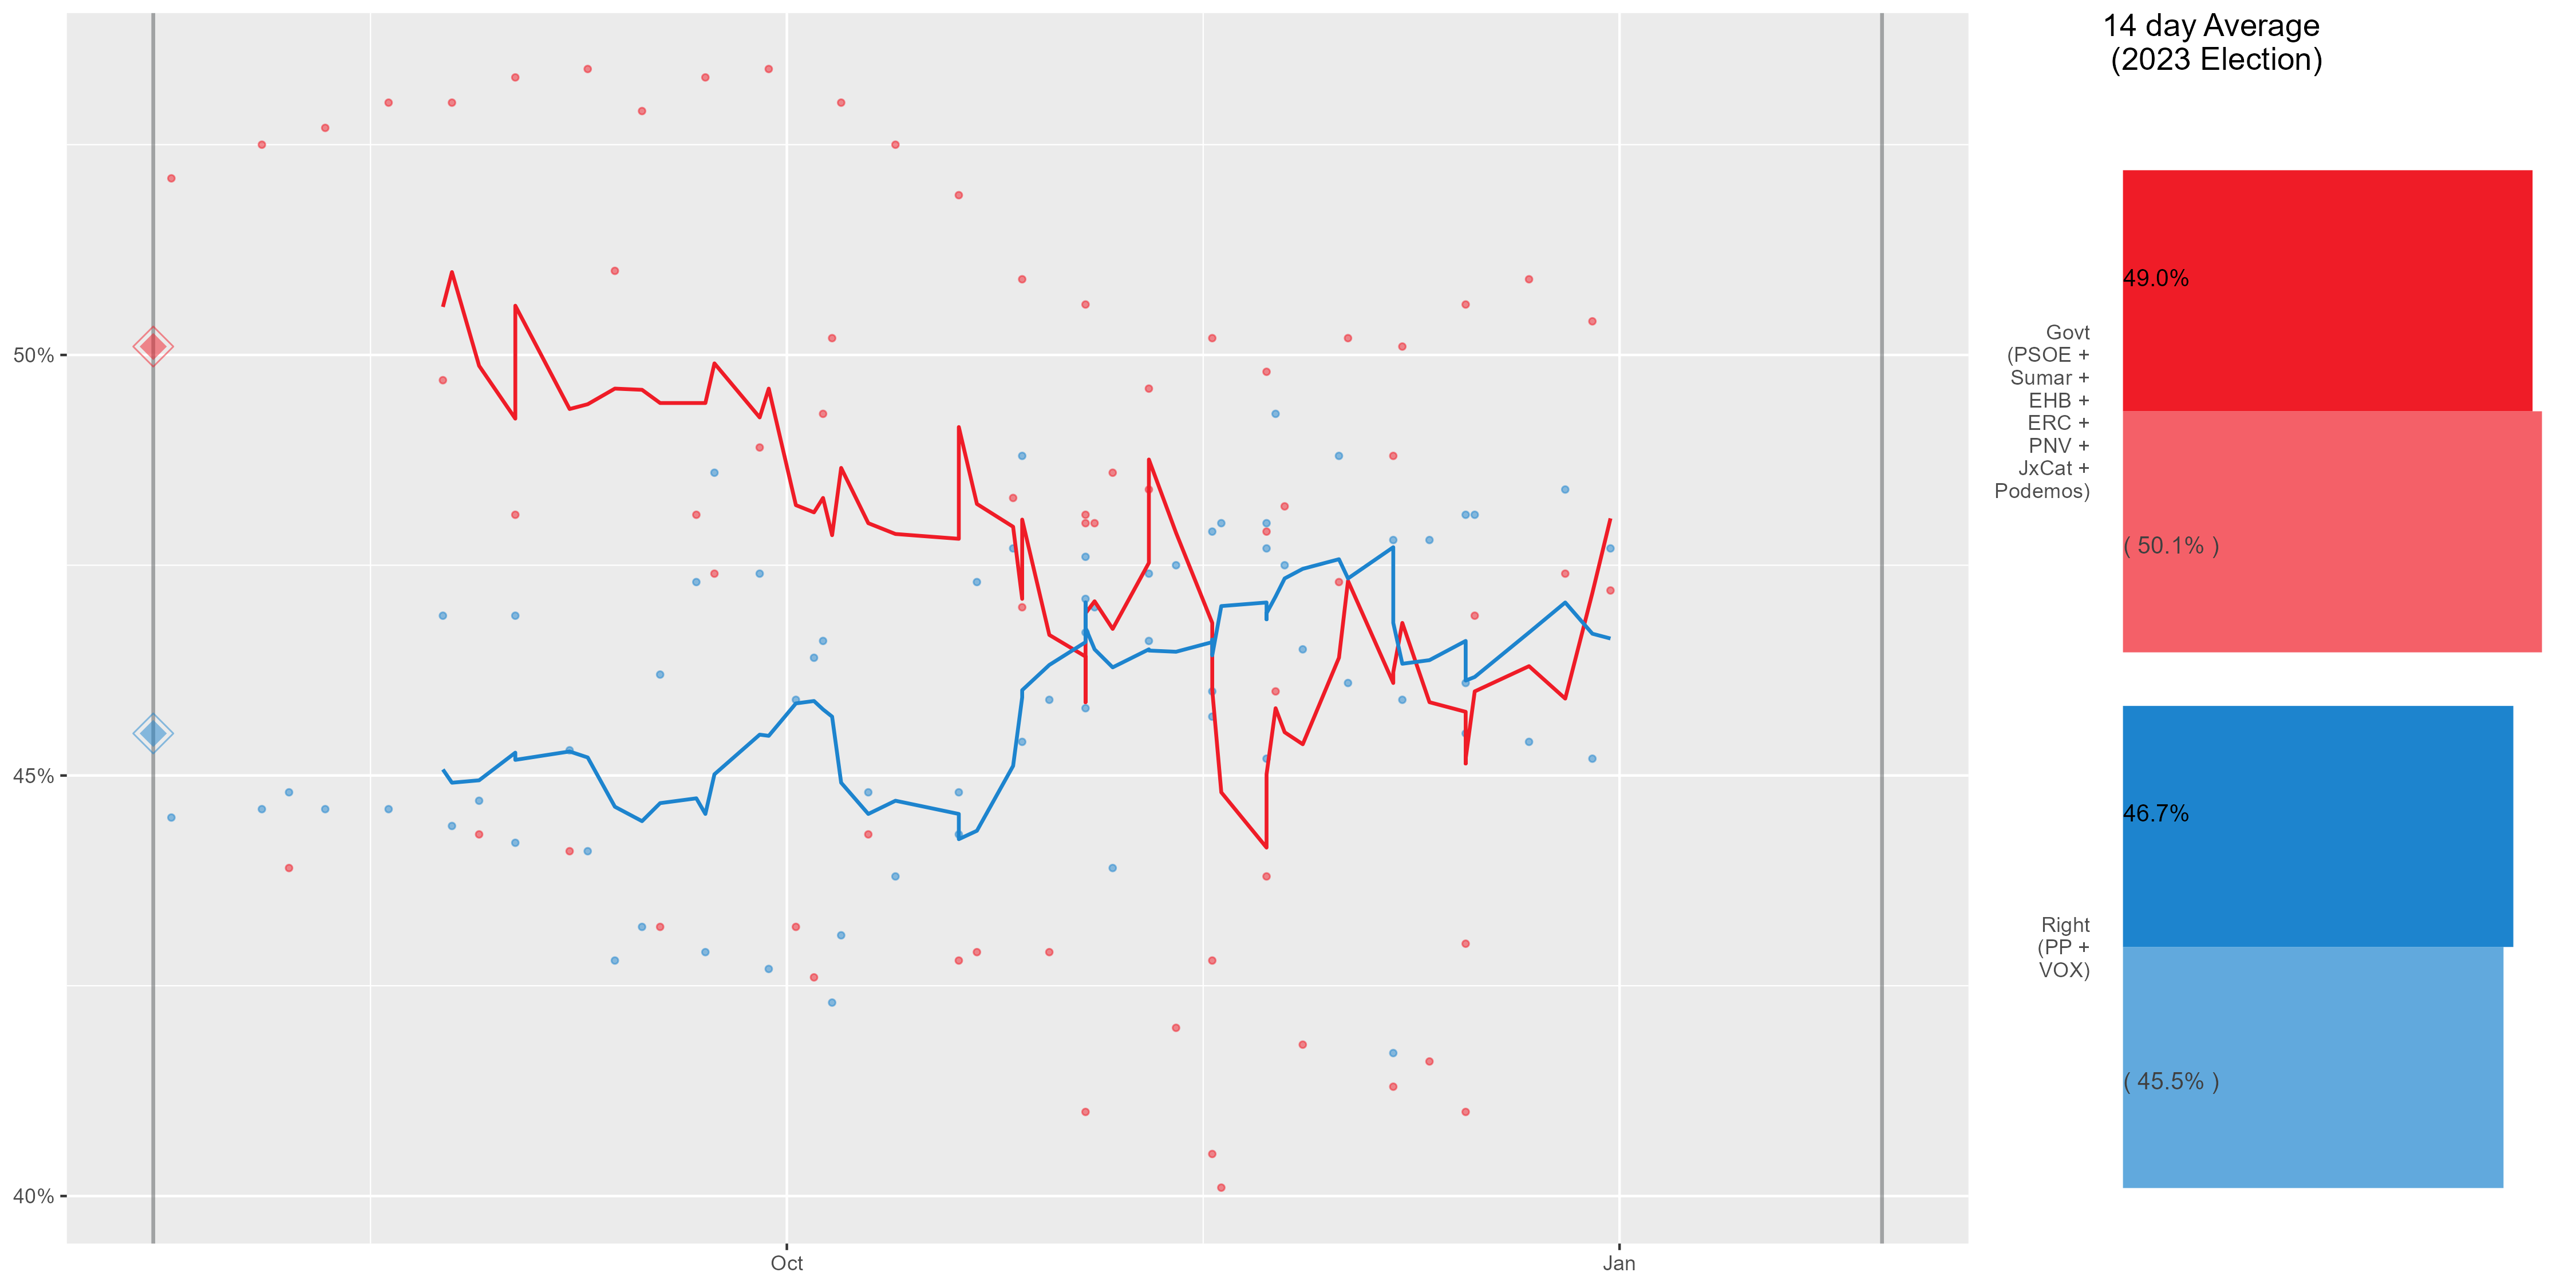 14 day Average
(2023 Election)
50%
45%
40%
Oct
Jan
Govt
(PSOE +
Sumar +
EHB +
ERC +
PNV +
JxCat +
Podemos)
49.0%
( 50.1% )
Right
(PP +
VOX)
46.7%
( 45.5% )